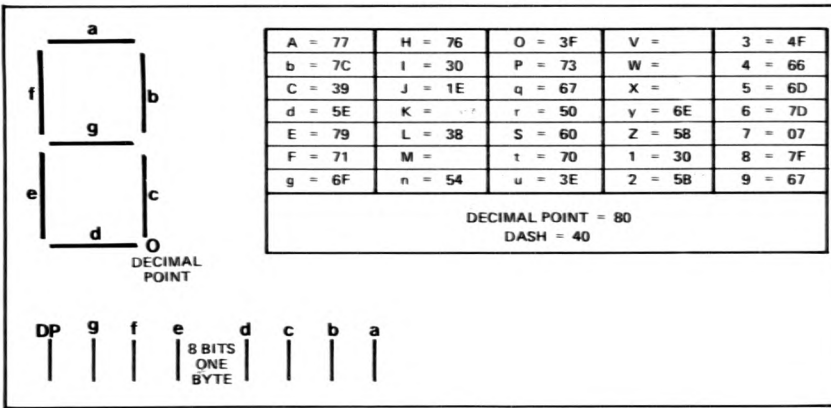 a
f
b
g
e
c
d
O
DECIMAL
POINT
A = 77 H = 76 O = 3F V = 3 = 4F
b = 7C I = 30 P = 73 W = 4 = 66
C = 39 J = 1E q = 67 X = 5 = 6D
d = 5E K = r = 50 y = 6E 6 = 7D
E = 79 L = 38 S = 60 Z = 58 7 = 07
F = 71 M = t = 70 1 = 30 8 = 7F
g = 6F n = 54 u = 3E 2 = 5B 9 = 67
DECIMAL POINT = 80
DASH = 40
DP g f e d c b a
8 BITS
ONE
BYTE